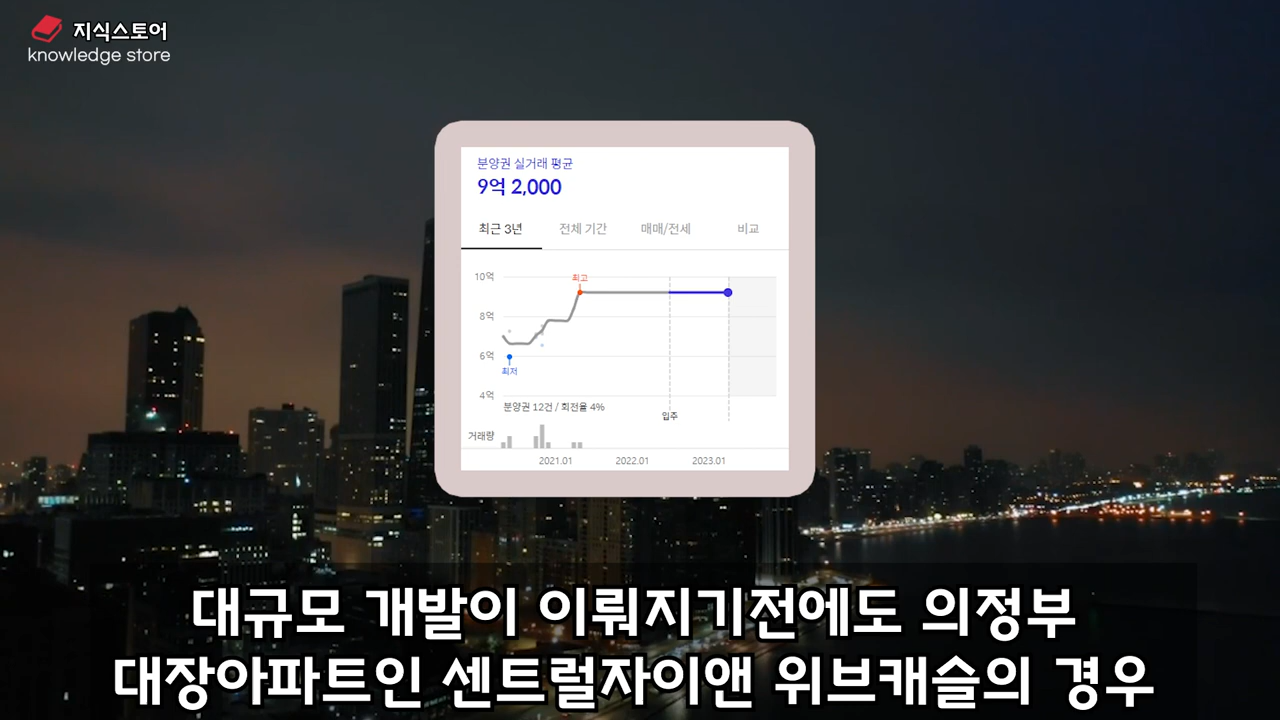 지식스토어
knowledge store
분양권 실거래 평균
9억 2,000
최근 3년 전체 기간 매매/전세 비교
10억
최고
8억
6억
최저
4억
분양권 12건 / 회전율 4%
입주
거래량
2021.01 2022.01 2023.01
대규모 개발이 이뤄지기전에도 의정부
대장아파트인 센트럴자이앤 위브캐슬의 경우